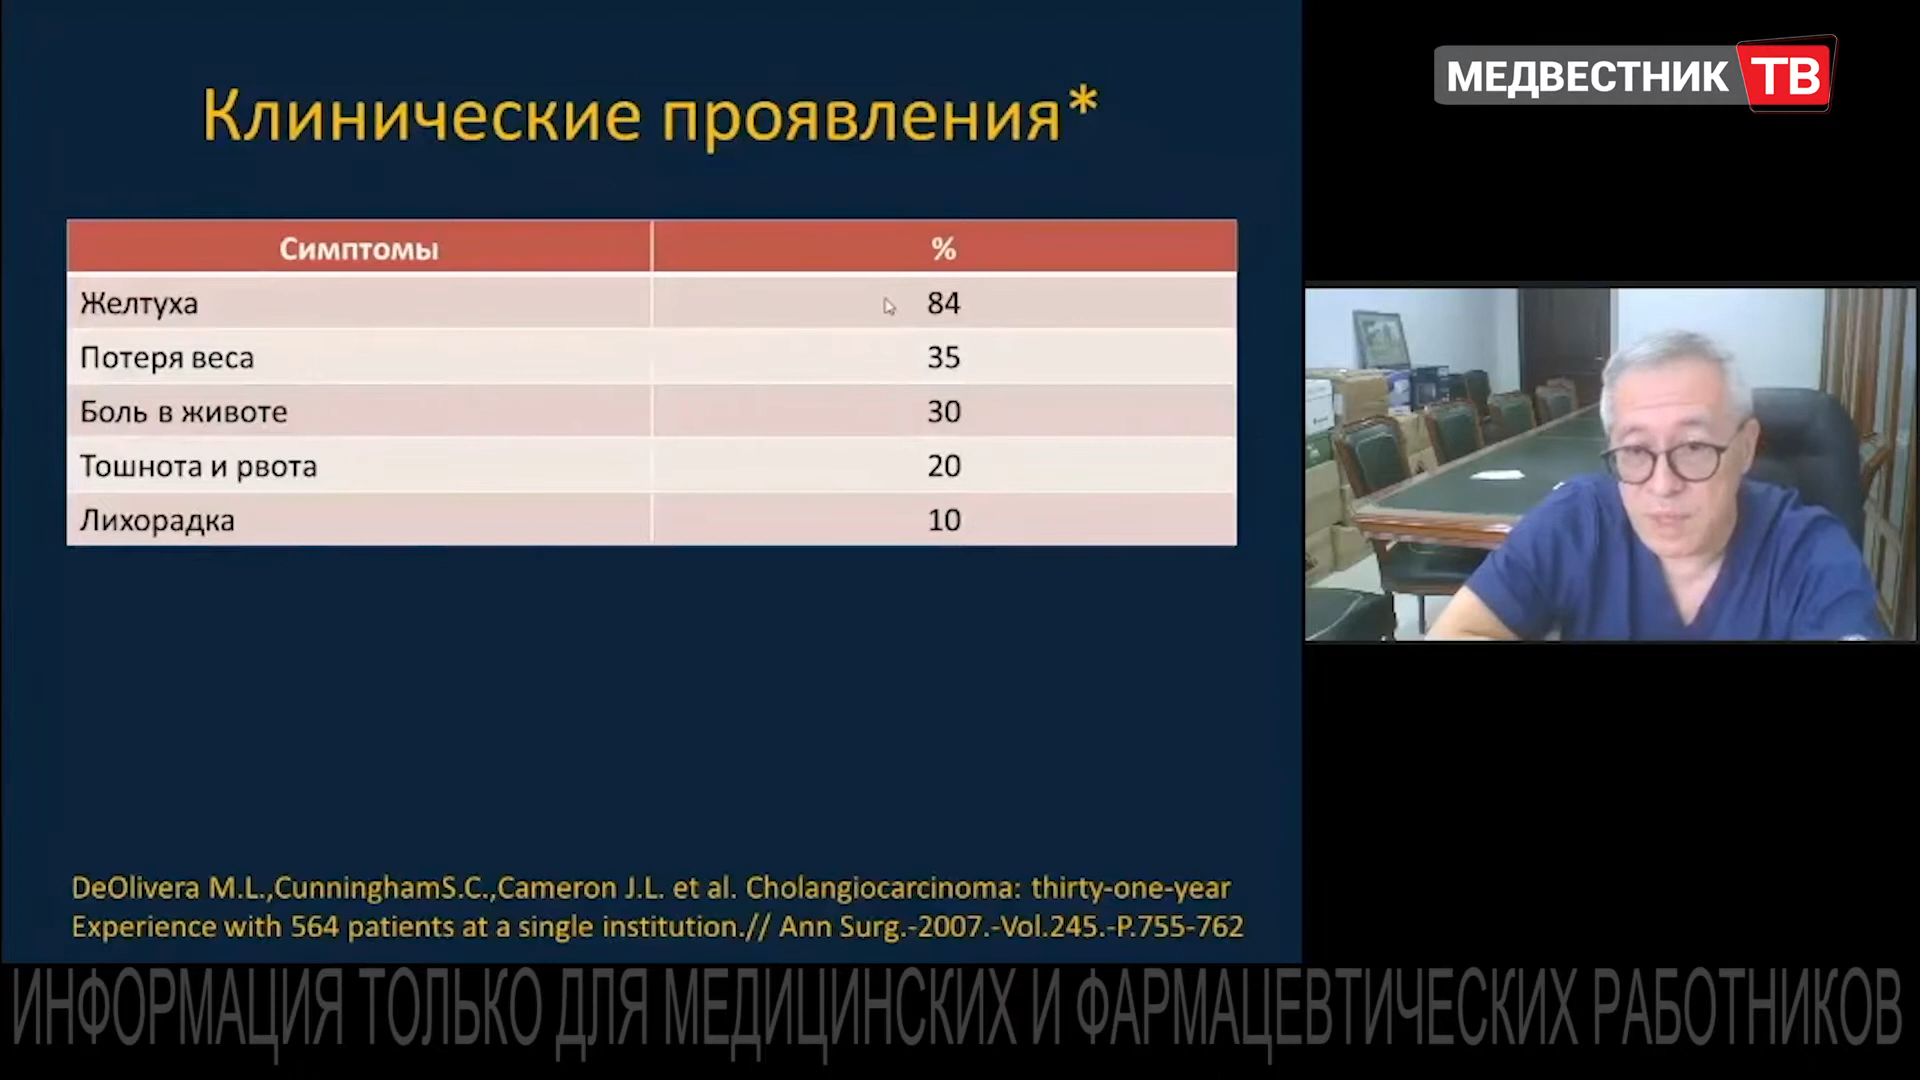 Клинические проявления*
МЕДВЕСТНИК ТВ
Симптомы %
Желтуха 84
Потеря веса 35
Боль в животе 30
Тошнота и рвота 20
Лихорадка 10
DeOlivera M.L.,CunninghamS.C.,Cameron J.L. et al. Cholangiocarcinoma: thirty-one-year
Experience with 564 patients at a single institution.// Ann Surg.-2007.-Vol.245.-P.755-762
ИНФОРМАЦИЯ ТОЛЬКО ДЛЯ МЕДИЦИНСКИХ И ФАРМАЦЕВТИЧЕСКИХ РАБОТНИКОВ